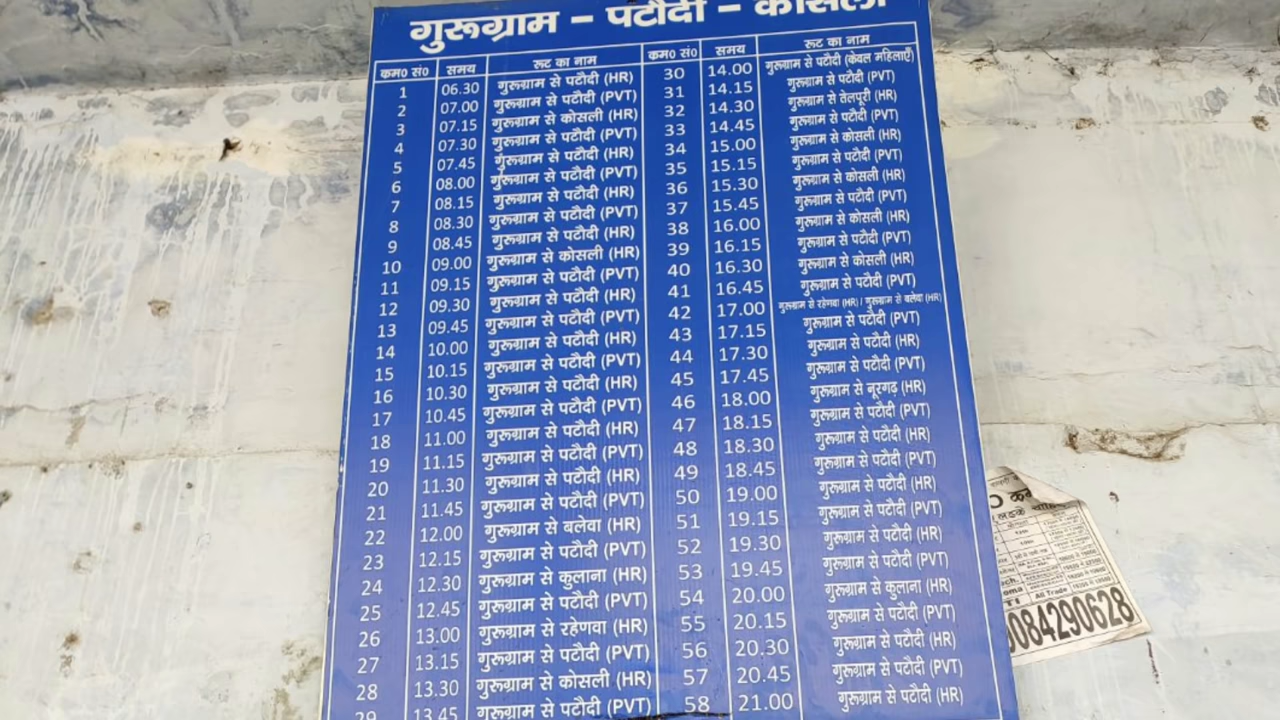 गुरूग्राम – पटौदी – कोसली
कम0 सं0 समय रूट का नाम
1 06.30 गुरूग्राम से पटौदी (HR)
2 07.00 गुरूग्राम से पटौदी (PVT)
3 07.15 गुरूग्राम से कोसली (HR)
4 07.30 गुरूग्राम से पटौदी (PVT)
5 07.45 गुरूग्राम से पटौदी (HR)
6 08.00 गुरूग्राम से पटौदी (PVT)
7 08.15 गुरूग्राम से पटौदी (HR)
8 08.30 गुरूग्राम से पटौदी (PVT)
9 08.45 गुरूग्राम से पटौदी (HR)
10 09.00 गुरूग्राम से कोसली (HR)
11 09.15 गुरूग्राम से पटौदी (PVT)
12 09.30 गुरूग्राम से पटौदी (HR)
13 09.45 गुरूग्राम से पटौदी (PVT)
14 10.00 गुरूग्राम से पटौदी (HR)
15 10.15 गुरूग्राम से पटौदी (PVT)
16 10.30 गुरूग्राम से पटौदी (HR)
17 10.45 गुरूग्राम से पटौदी (PVT)
18 11.00 गुरूग्राम से पटौदी (HR)
19 11.15 गुरूग्राम से पटौदी (PVT)
20 11.30 गुरूग्राम से पटौदी (HR)
21 11.45 गुरूग्राम से पटौदी (PVT)
22 12.00 गुरूग्राम से बलेवा (HR)
23 12.15 गुरूग्राम से पटौदी (PVT)
24 12.30 गुरूग्राम से कुलाना (HR)
25 12.45 गुरूग्राम से पटौदी (PVT)
26 13.00 गुरूग्राम से रहेणवा (HR)
27 13.15 गुरूग्राम से पटौदी (PVT)
28 13.30 गुरूग्राम से कोसली (HR)
29 13.45 गुरूग्राम से पटौदी (PVT)
कम0 सं0 समय रूट का नाम
30 14.00 गुरूग्राम से पटौदी (केवल महिलाएँ)
31 14.15 गुरूग्राम से पटौदी (PVT)
32 14.30 गुरूग्राम से तेलपूरी (HR)
33 14.45 गुरूग्राम से पटौदी (PVT)
34 15.00 गुरूग्राम से कोसली (HR)
35 15.15 गुरूग्राम से पटौदी (PVT)
36 15.30 गुरूग्राम से कोसली (HR)
37 15.45 गुरूग्राम से पटौदी (PVT)
38 16.00 गुरूग्राम से कोसली (HR)
39 16.15 गुरूग्राम से पटौदी (PVT)
40 16.30 गुरूग्राम से कोसली (HR)
41 16.45 गुरूग्राम से पटौदी (PVT)
42 17.00 गुरूग्राम से रहेणवा (HR) / गुरूग्राम से बलेवा (HR)
43 17.15 गुरूग्राम से पटौदी (PVT)
44 17.30 गुरूग्राम से पटौदी (HR)
45 17.45 गुरूग्राम से पटौदी (PVT)
46 18.00 गुरूग्राम से नूरगढ़ (HR)
47 18.15 गुरूग्राम से पटौदी (PVT)
48 18.30 गुरूग्राम से पटौदी (HR)
49 18.45 गुरूग्राम से पटौदी (PVT)
50 19.00 गुरूग्राम से पटौदी (HR)
51 19.15 गुरूग्राम से पटौदी (PVT)
52 19.30 गुरूग्राम से पटौदी (HR)
53 19.45 गुरूग्राम से पटौदी (PVT)
54 20.00 गुरूग्राम से कुलाना (HR)
55 20.15 गुरूग्राम से पटौदी (PVT)
56 20.30 गुरूग्राम से पटौदी (HR)
57 20.45 गुरूग्राम से पटौदी (PVT)
58 21.00 गुरूग्राम से पटौदी (HR)
All Trade
084290628